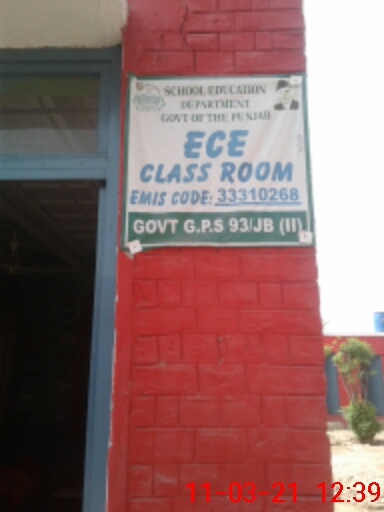 SCHOOL EDUCATION
DEPARTMENT
GOVT OF THE PUNJAB
ECE
CLASS ROOM
EMIS CODE: 33310268
GOVT G.P.S 93/JB (II)
11-03-21 12:39